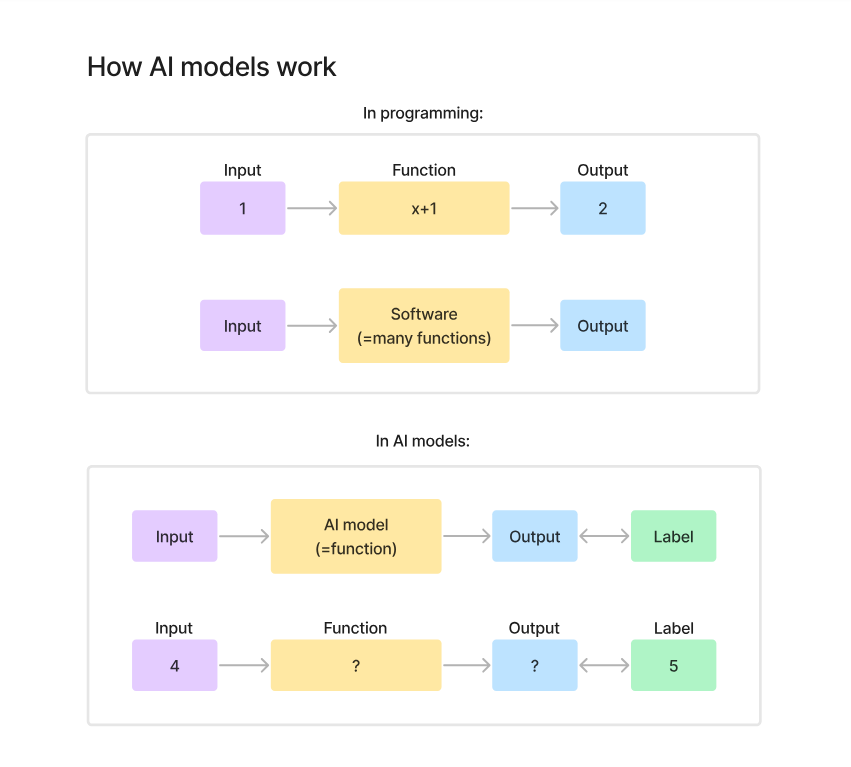 How AI models work
In programming:
Input
Function
Output
1
x+1
2
Input
Software
(=many functions)
Output
In AI models:
Input
AI model
(=function)
Output
Label
Input
Function
Output
Label
4
?
?
5